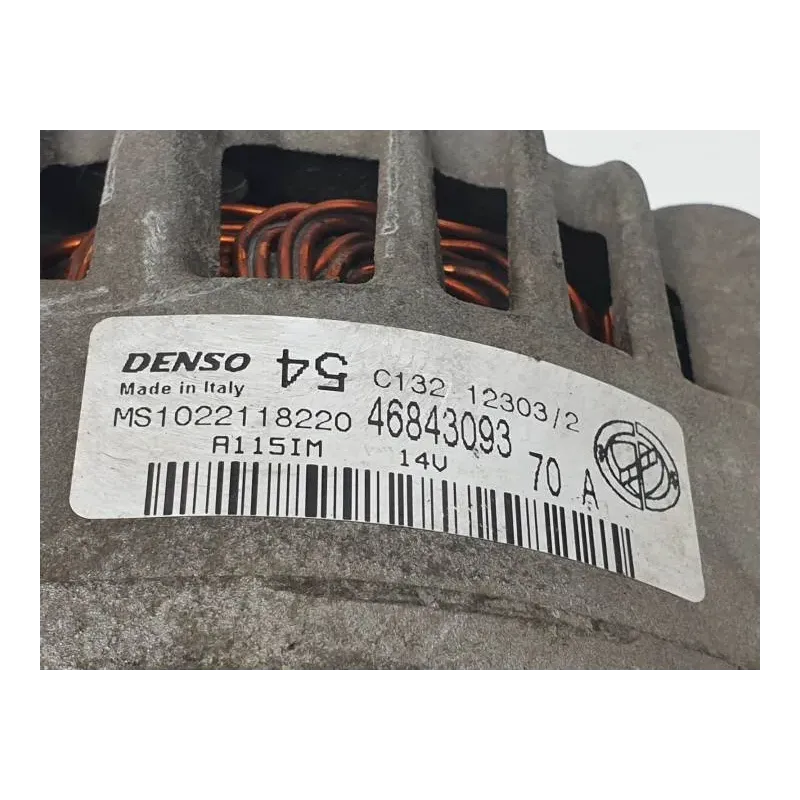 DENSO 54 C132 12303/2
Made in Italy
MS1022118220 46843093
A115IM 14V 70 A